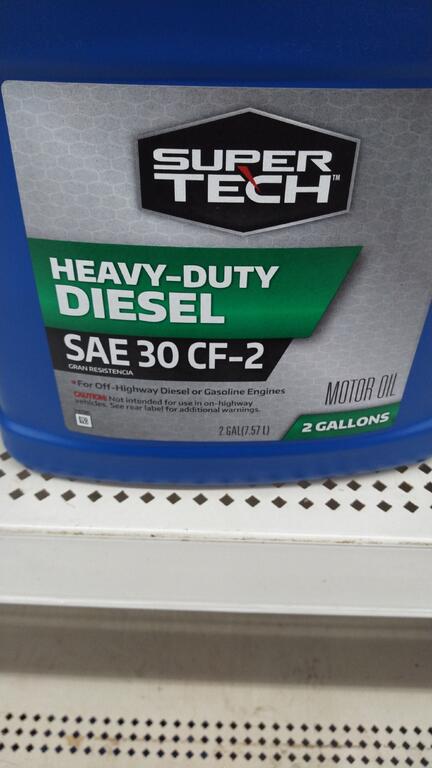 SUPER
TECH™
HEAVY-DUTY
DIESEL
SAE 30 CF-2
GRAN RESISTENCIA
*For Off-Highway Diesel or Gasoline Engines
CAUTION: Not intended for use in on-highway
vehicles. See rear label for additional warnings.
MOTOR OIL
2 GAL(7.57 L)
2 GALLONS